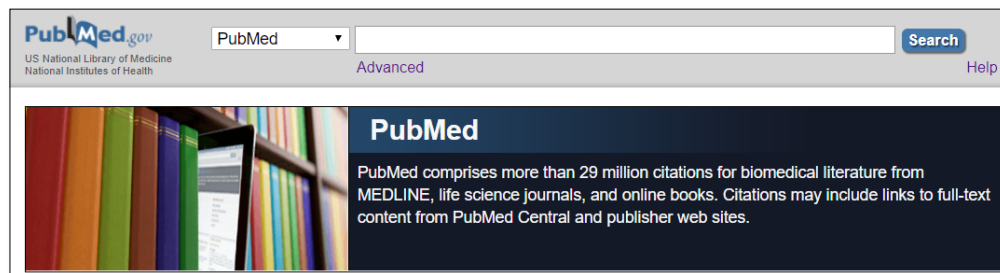 PubMed.gov
US National Library of Medicine
National Institutes of Health
PubMed
Search
Advanced
Help
PubMed
PubMed comprises more than 29 million citations for biomedical literature from
MEDLINE, life science journals, and online books. Citations may include links to full-text
content from PubMed Central and publisher web sites.